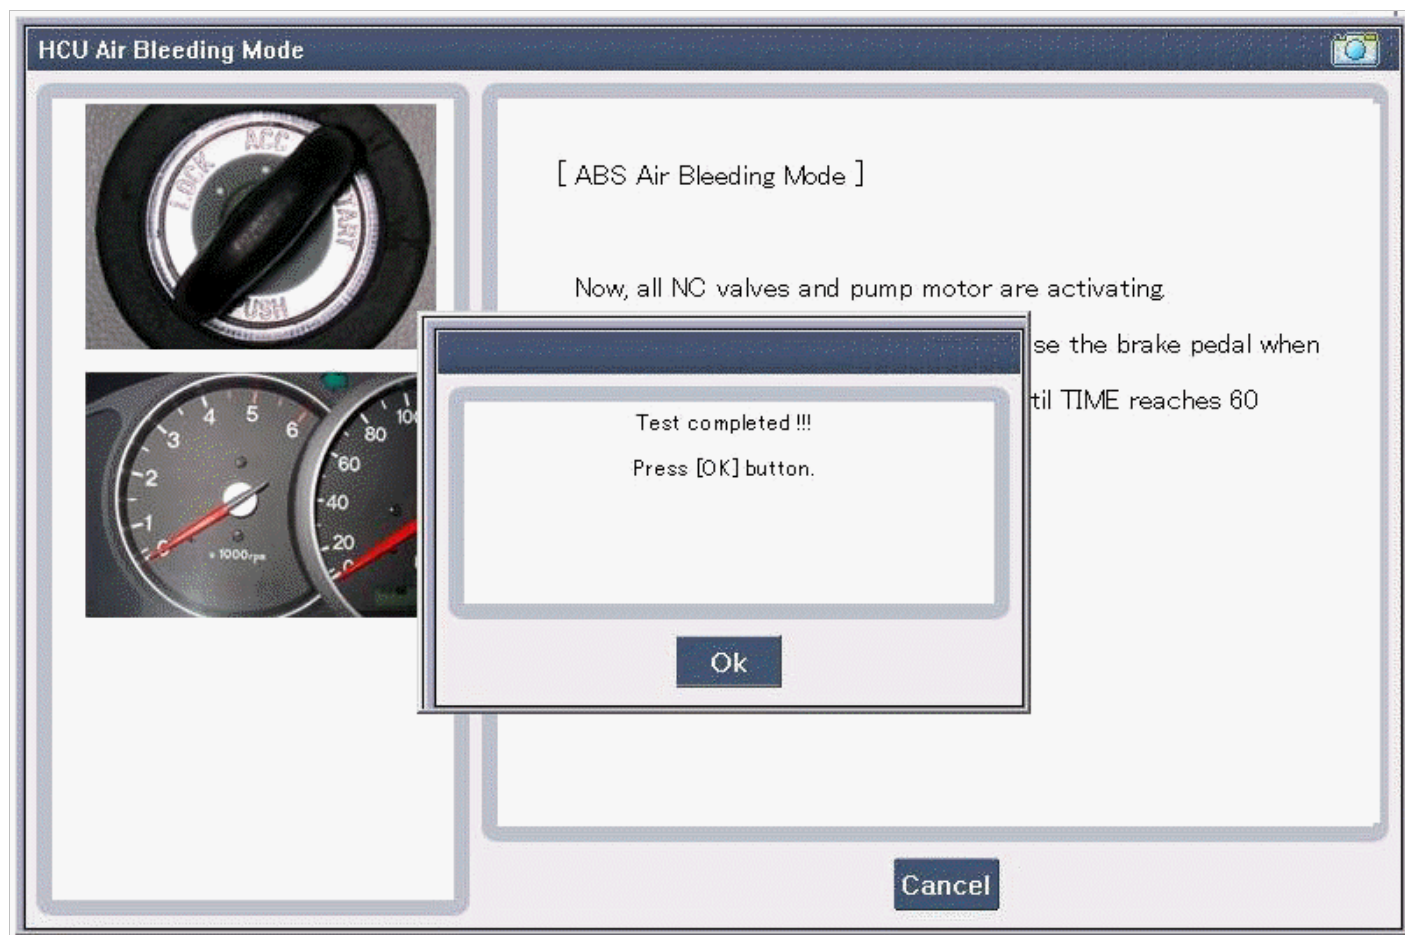 HCU Air Bleeding Mode
LOCK
ACC
START
PUSH
1
2
3
4
5
6
0
x 1000rpm
0
20
40
60
80
100
[ ABS Air Bleeding Mode ]
Now, all NC valves and pump motor are activating
se the brake pedal when
til TIME reaches 60
Test completed !!!
Press [OK] button.
Ok
Cancel